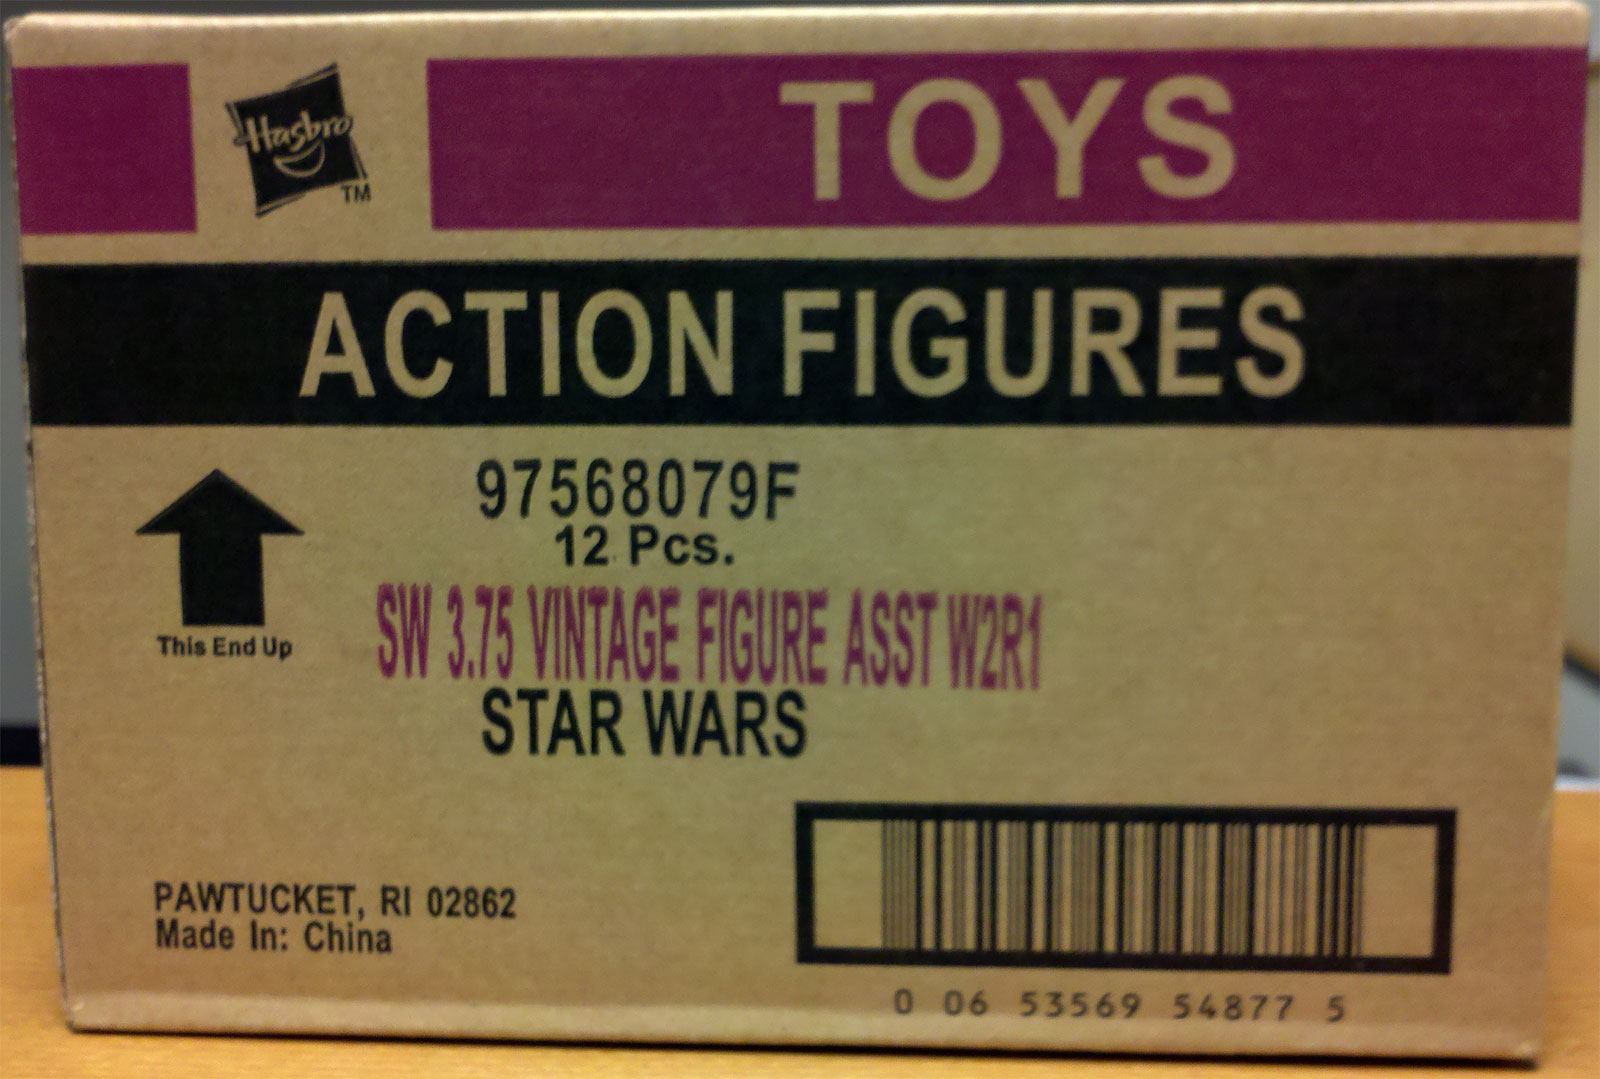 Hasbro
TM
TOYS
ACTION FIGURES
97568079F
12 Pcs.
This End Up
SW 3.75 VINTAGE FIGURE ASST W2R1
STAR WARS
PAWTUCKET, RI 02862
Made In: China
0 06 53569 54877 5